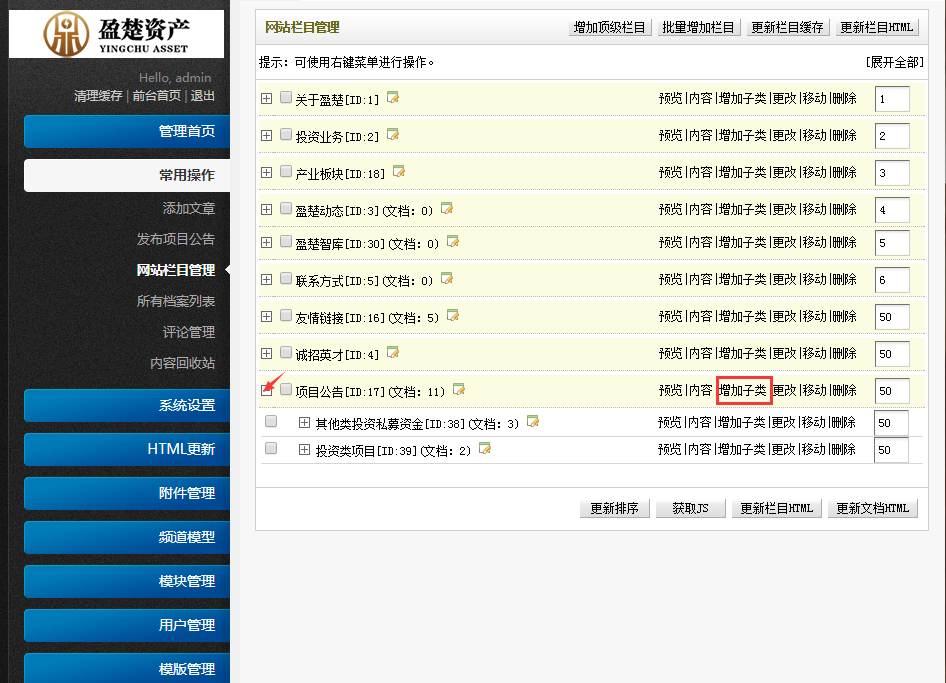 盈楚资产
YINGCHU ASSET
Hello, admin
清理缓存 | 前台首页 | 退出
管理首页
常用操作
添加文章
发布项目公告
网站栏目管理
所有档案列表
评论管理
内容回收站
系统设置
HTML更新
附件管理
频道模型
模块管理
用户管理
模版管理
网站栏目管理 增加顶级栏目 批量增加栏目 更新栏目缓存 更新栏目HTML
提示：可使用右键菜单进行操作。 [展开全部]
关于盈楚[ID:1] 预览|内容|增加子类|更改|移动|删除 1
投资业务[ID:2] 预览|内容|增加子类|更改|移动|删除 2
产业板块[ID:18] 预览|内容|增加子类|更改|移动|删除 3
盈楚动态[ID:3](文档：0) 预览|内容|增加子类|更改|移动|删除 4
盈楚智库[ID:30](文档：0) 预览|内容|增加子类|更改|移动|删除 5
联系方式[ID:5](文档：0) 预览|内容|增加子类|更改|移动|删除 6
友情链接[ID:16](文档：5) 预览|内容|增加子类|更改|移动|删除 50
诚招英才[ID:4] 预览|内容|增加子类|更改|移动|删除 50
项目公告[ID:17](文档：11) 预览|内容|增加子类|更改|移动|删除 50
其他类投资私募资金[ID:38](文档：3) 预览|内容|增加子类|更改|移动|删除 50
投资类项目[ID:39](文档：2) 预览|内容|增加子类|更改|移动|删除 50
更新排序 获取JS 更新栏目HTML 更新文档HTML